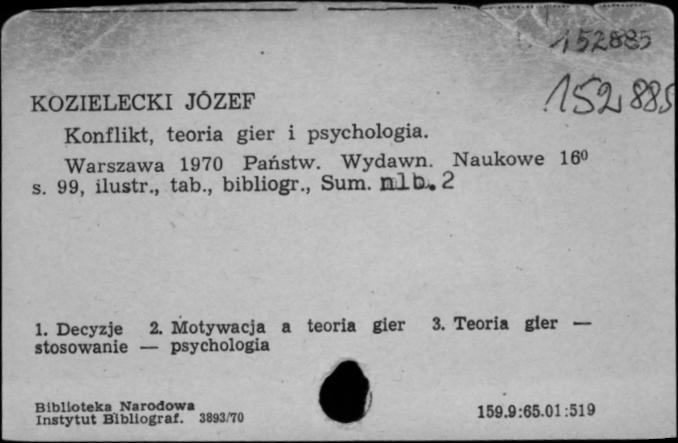 152885
152885
KOZIELECKI JÓZEF
Konflikt, teoria gier i psychologia.
Warszawa 1970 Państw. Wydawn. Naukowe 16⁰
s. 99, ilustr., tab., bibliogr., Sum. nlb. 2
1. Decyzje 2. Motywacja a teoria gier 3. Teoria gier —
stosowanie — psychologia
Biblioteka Narodowa
Instytut Bibliograf. 3893/70
159.9:65.01:519